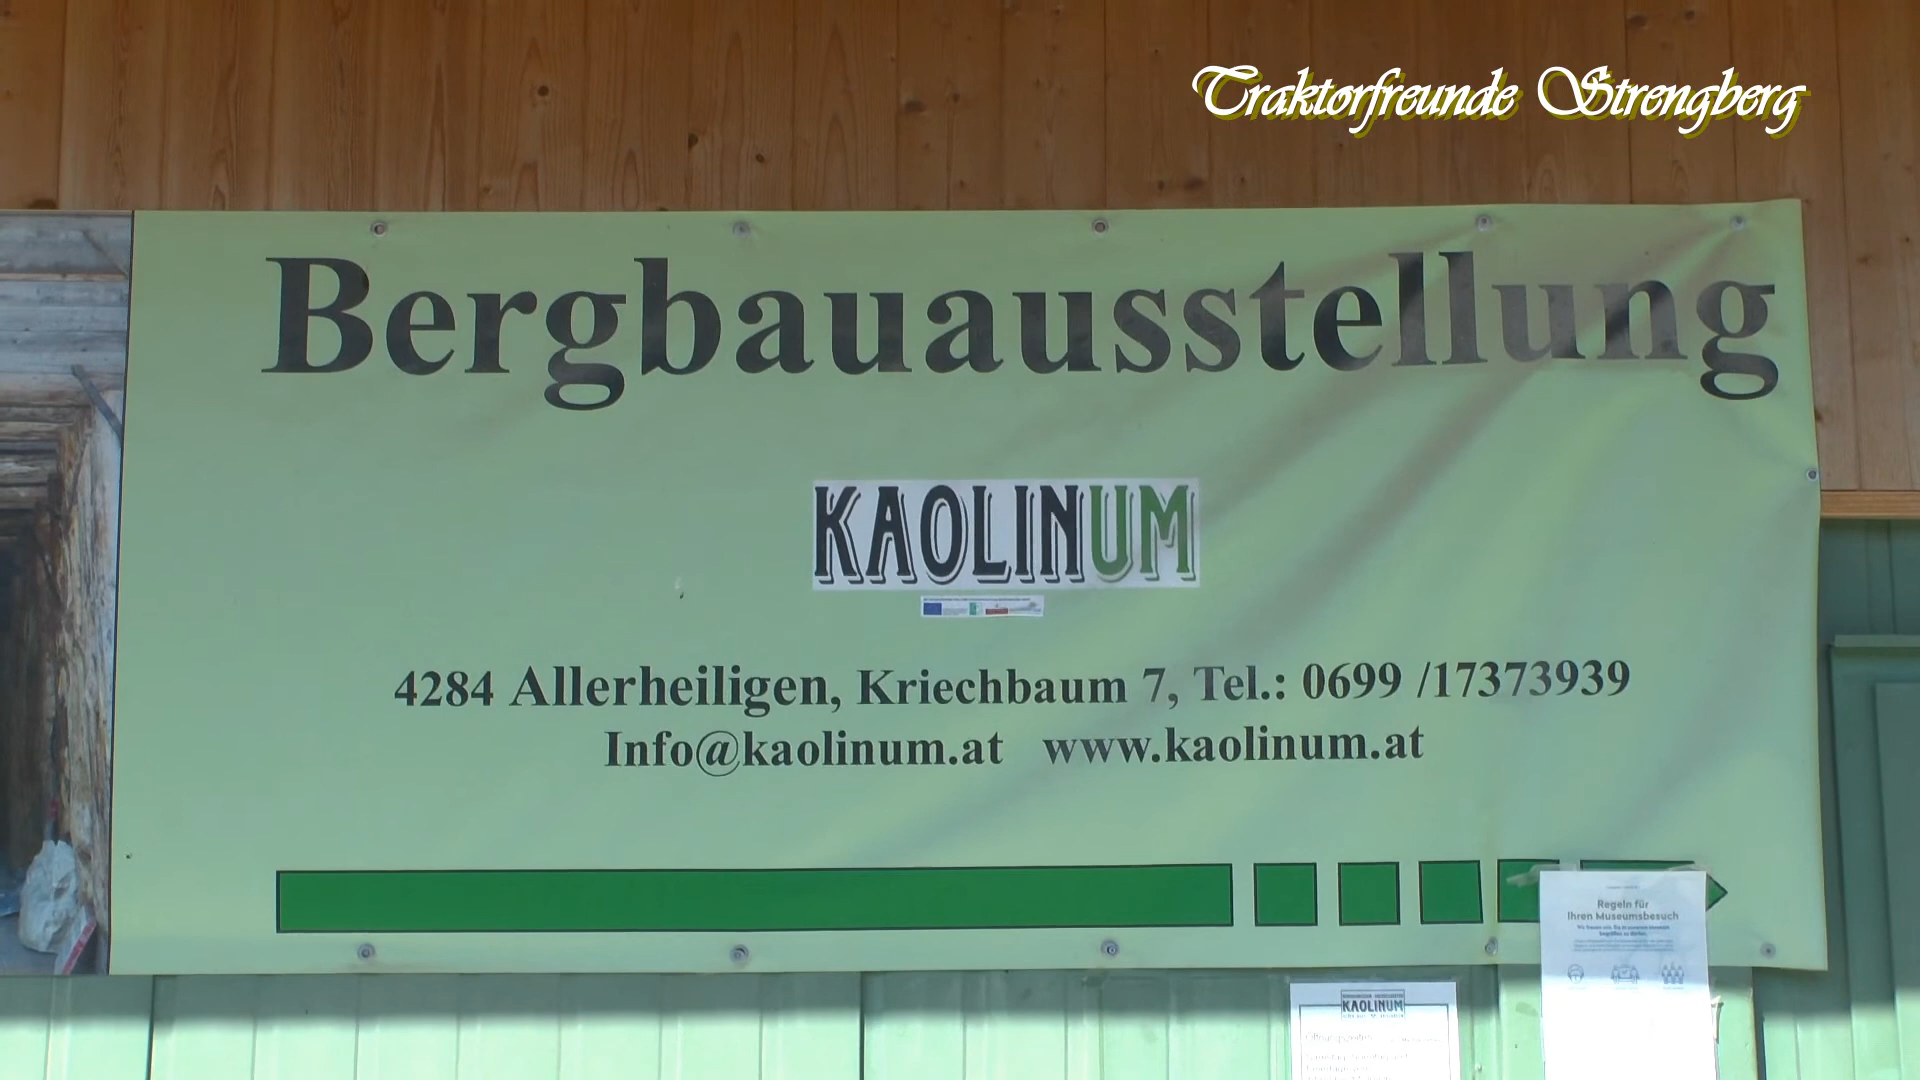 Traktorfreunde Strengberg
Bergbauausstellung
KAOLINUM
4284 Allerheiligen, Kriechbaum 7, Tel.: 0699 /17373939
Info@kaolinum.at www.kaolinum.at
Regeln für
Ihren Museumsbesuch
KAOLINUM
Öffnungszeiten